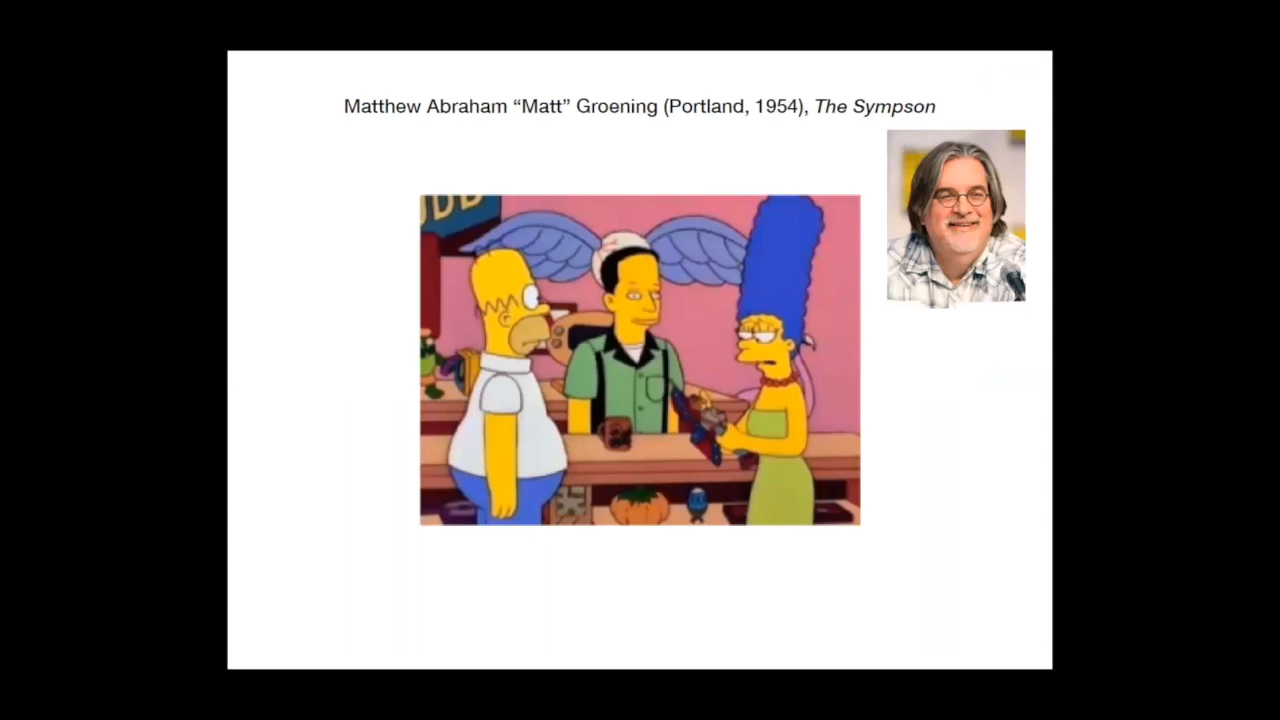 Matthew Abraham “Matt” Groening (Portland, 1954), The Sympson